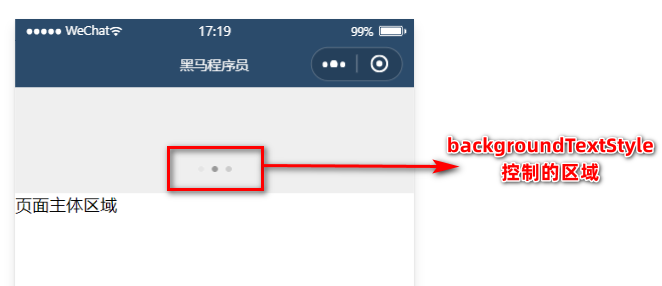 WeChat
17:19
99%
黑马程序员
backgroundTextStyle
控制的区域
页面主体区域